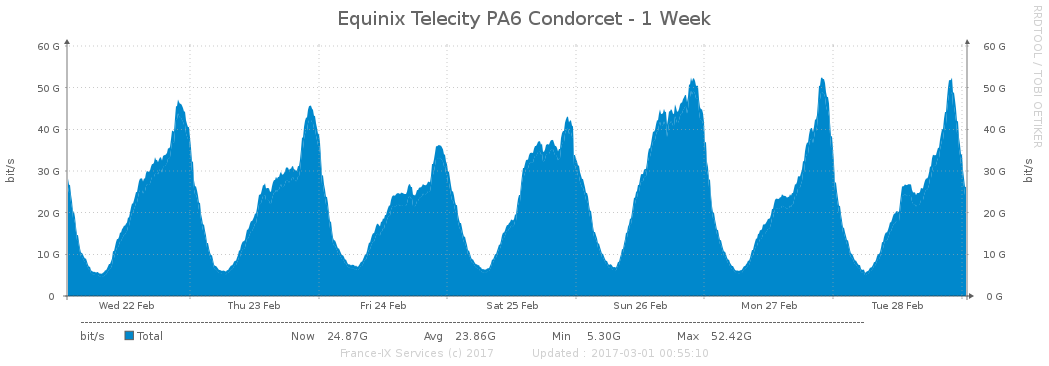 Equinix Telecity PA6 Condorcet - 1 Week
RRDTOOL / TOBI OETIKER
bit/s
60 G 60 G
50 G 50 G
40 G 40 G
30 G 30 G
20 G 20 G
10 G 10 G
0 0 G
bit/s
Wed 22 Feb Thu 23 Feb Fri 24 Feb Sat 25 Feb Sun 26 Feb Mon 27 Feb Tue 28 Feb
bit/s Total Now 24.87G Avg 23.86G Min 5.30G Max 52.42G
France-IX Services (c) 2017 Updated : 2017-03-01 00:55:10